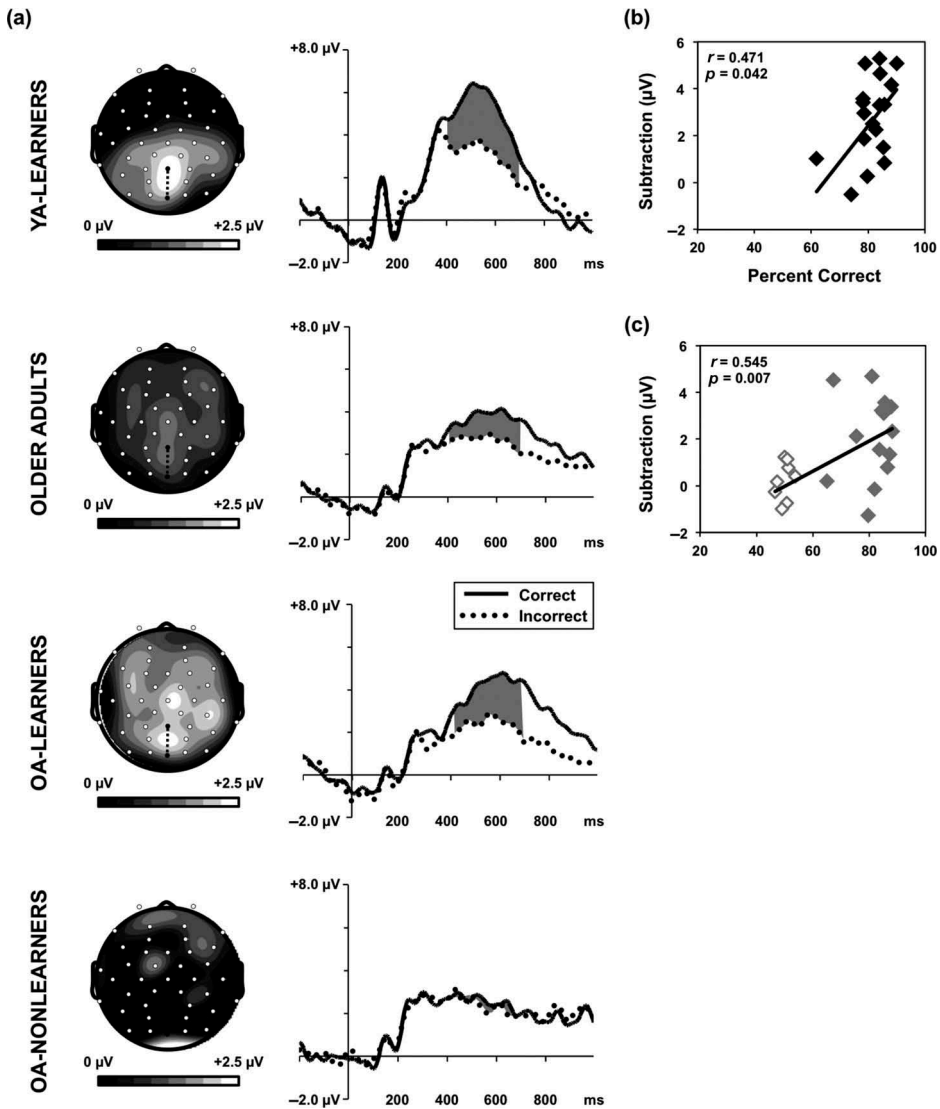 (a)
YA-LEARNERS
0 µV +2.5 µV
+8.0 µV
–2.0 µV 200 400 600 800 ms
OLDER ADULTS
0 µV +2.5 µV
+8.0 µV
–2.0 µV 200 400 600 800 ms
OA-LEARNERS
0 µV +2.5 µV
+8.0 µV
Correct
Incorrect
–2.0 µV 200 400 600 800 ms
OA-NONLEARNERS
0 µV +2.5 µV
+8.0 µV
–2.0 µV 200 400 600 800 ms
(b)
Subtraction (µV)
6
4
2
0
–2
r = 0.471
p = 0.042
20 40 60 80 100
Percent Correct
(c)
Subtraction (µV)
6
4
2
0
–2
r = 0.545
p = 0.007
20 40 60 80 100